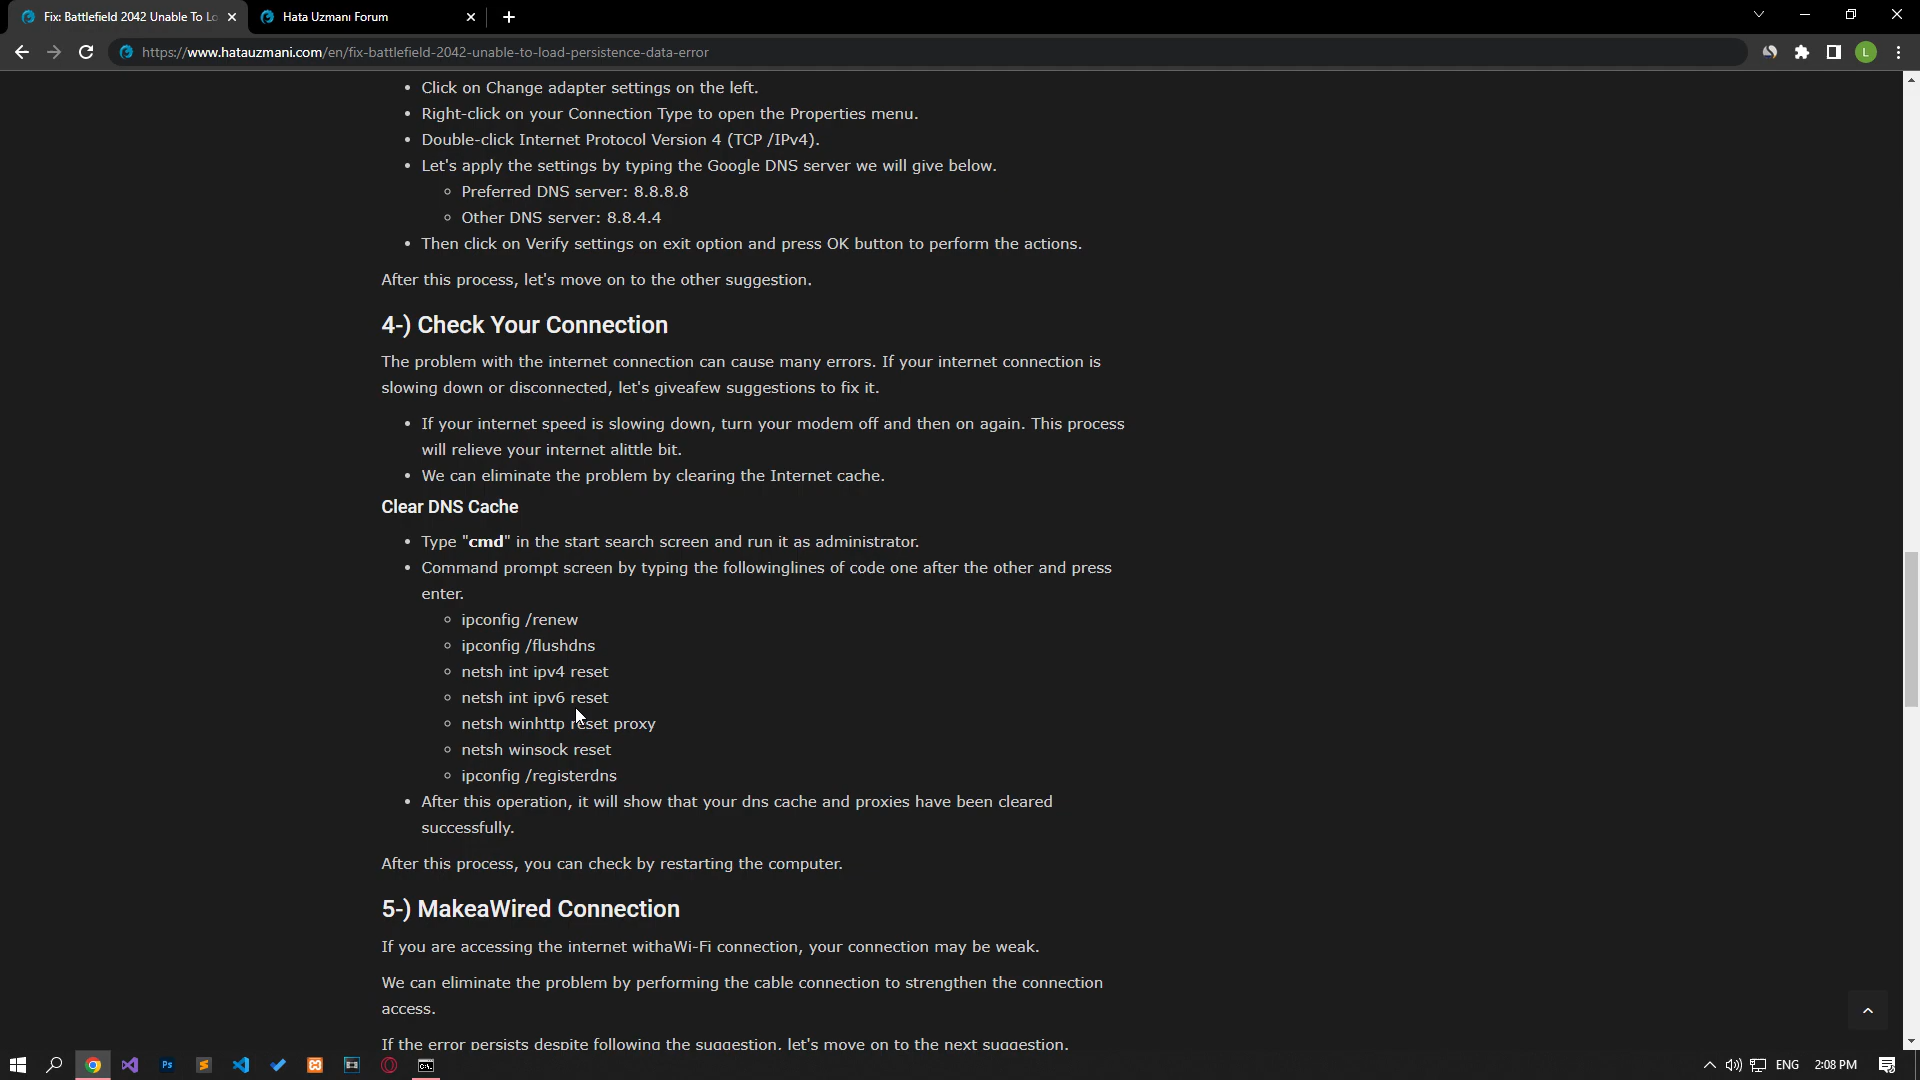 Fix: Battlefield 2042 Unable To Lo
Hata Uzmanı Forum
https://www.hatauzmani.com/en/fix-battlefield-2042-unable-to-load-persistence-data-error
L
Click on Change adapter settings on the left.
Right-click on your Connection Type to open the Properties menu.
Double-click Internet Protocol Version 4 (TCP /IPv4).
Let's apply the settings by typing the Google DNS server we will give below.
Preferred DNS server: 8.8.8.8
Other DNS server: 8.8.4.4
Then click on Verify settings on exit option and press OK button to perform the actions.
After this process, let's move on to the other suggestion.
4-) Check Your Connection
The problem with the internet connection can cause many errors. If your internet connection is
slowing down or disconnected, let's giveafew suggestions to fix it.
If your internet speed is slowing down, turn your modem off and then on again. This process
will relieve your internet alittle bit.
We can eliminate the problem by clearing the Internet cache.
Clear DNS Cache
Type "cmd" in the start search screen and run it as administrator.
Command prompt screen by typing the followinglines of code one after the other and press
enter.
ipconfig /renew
ipconfig /flushdns
netsh int ipv4 reset
netsh int ipv6 reset
netsh winhttp reset proxy
netsh winsock reset
ipconfig /registerdns
After this operation, it will show that your dns cache and proxies have been cleared
successfully.
After this process, you can check by restarting the computer.
5-) MakeaWired Connection
If you are accessing the internet withaWi-Fi connection, your connection may be weak.
We can eliminate the problem by performing the cable connection to strengthen the connection
access.
If the error persists despite following the suggestion, let's move on to the next suggestion.
Ps
ENG
2:08 PM